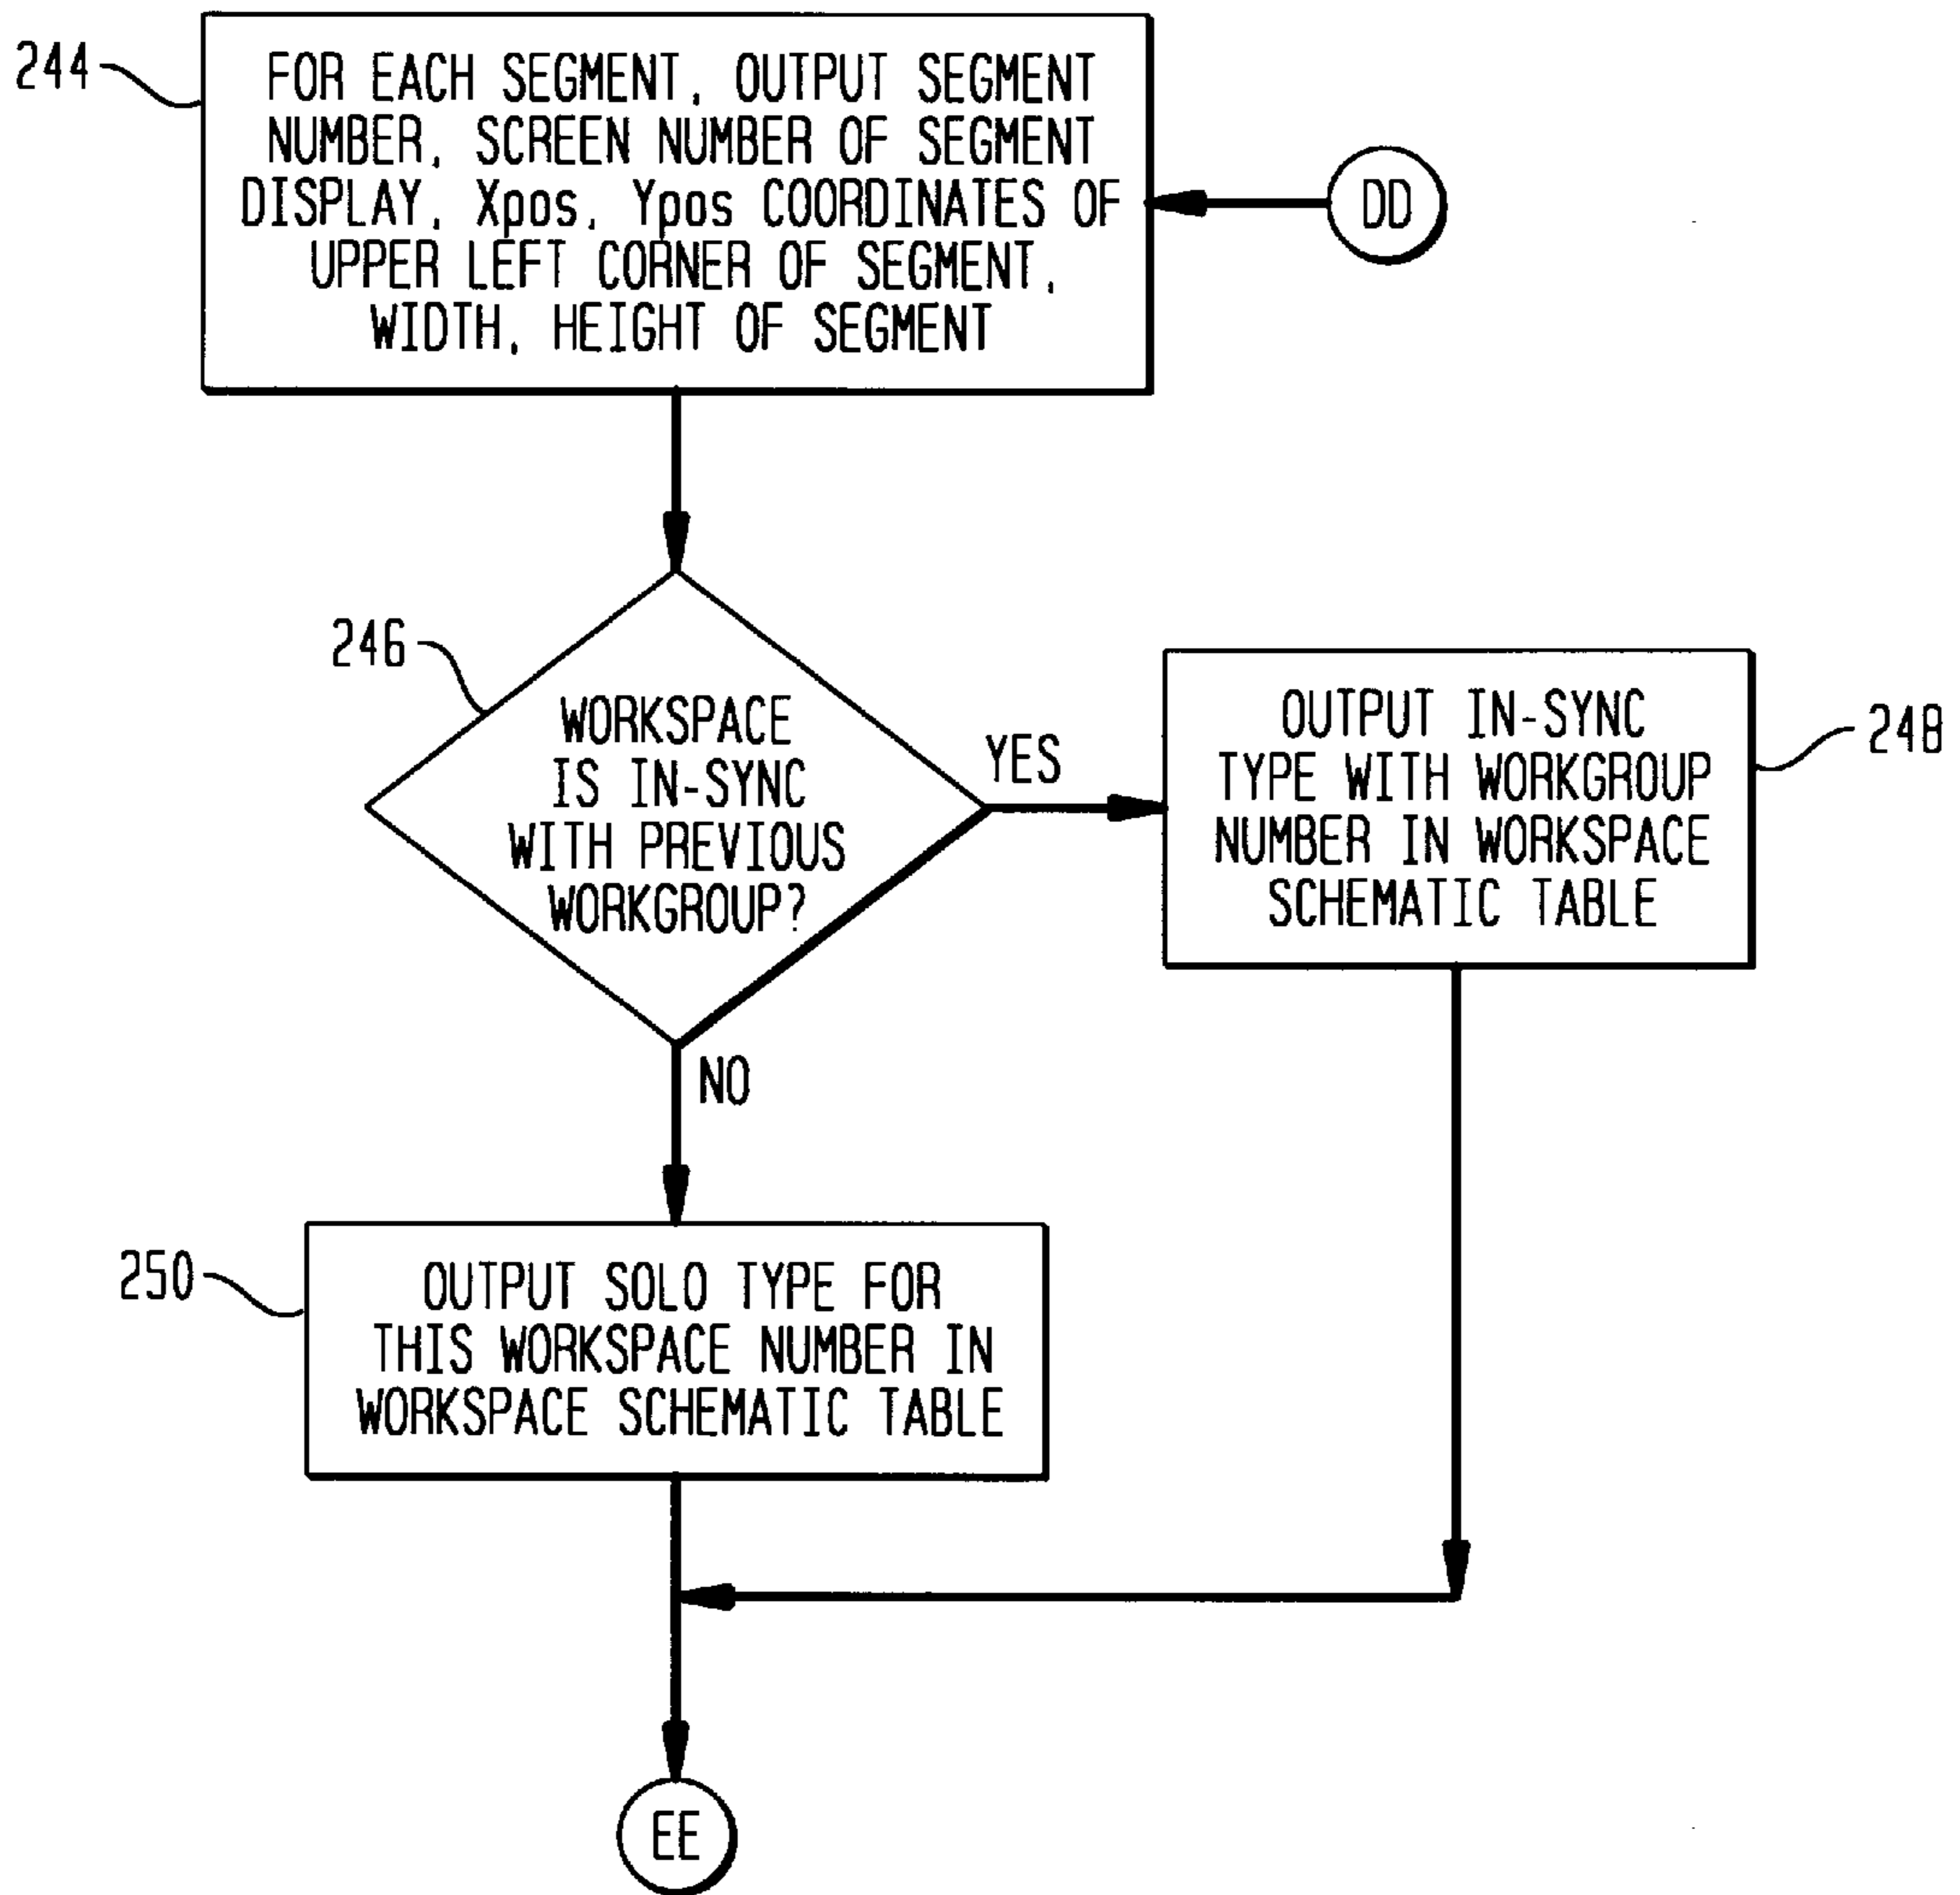 244
FOR EACH SEGMENT, OUTPUT SEGMENT
NUMBER, SCREEN NUMBER OF SEGMENT
DISPLAY, Xpos, Ypos COORDINATES OF
UPPER LEFT CORNER OF SEGMENT,
WIDTH, HEIGHT OF SEGMENT
DD
246
WORKSPACE
IS IN-SYNC
WITH PREVIOUS
WORKGROUP?
YES
OUTPUT IN-SYNC
TYPE WITH WORKGROUP
NUMBER IN WORKSPACE
SCHEMATIC TABLE
248
NO
250
OUTPUT SOLO TYPE FOR
THIS WORKSPACE NUMBER IN
WORKSPACE SCHEMATIC TABLE
EE